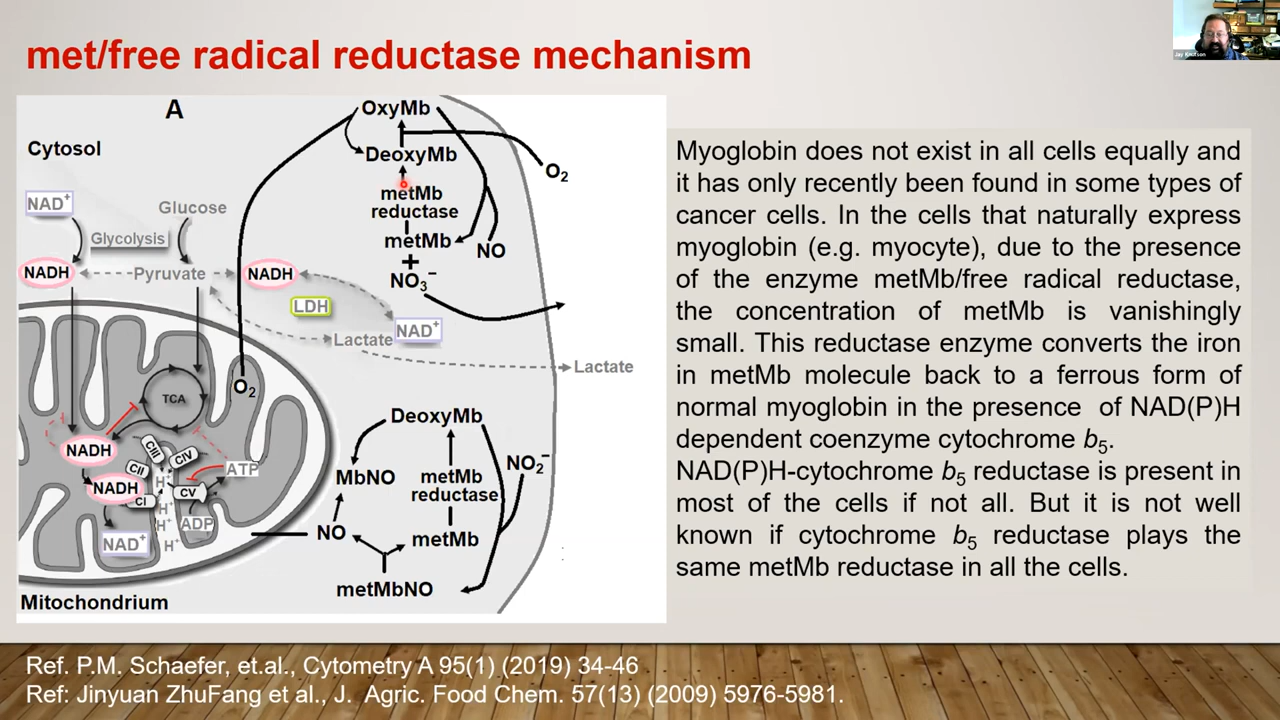 met/free radical reductase mechanism
A
Cytosol
NAD+
Glucose
Glycolysis
NADH
Pyruvate
NADH
LDH
NAD+
Lactate
Lactate
OxyMb
DeoxyMb
O2
metMb
reductase
metMb
NO
+
NO3−
O2
TCA
NADH
NADH
CI
CII
CIII
CIV
CV
H+
H+
H+
H+
ATP
ADP
NAD+
Mitochondrium
DeoxyMb
MbNO
metMb
reductase
NO2−
NO
metMb
metMbNO
Myoglobin does not exist in all cells equally and
it has only recently been found in some types of
cancer cells. In the cells that naturally express
myoglobin (e.g. myocyte), due to the presence
of the enzyme metMb/free radical reductase,
the concentration of metMb is vanishingly
small. This reductase enzyme converts the iron
in metMb molecule back to a ferrous form of
normal myoglobin in the presence of NAD(P)H
dependent coenzyme cytochrome b5.
NAD(P)H-cytochrome b5 reductase is present in
most of the cells if not all. But it is not well
known if cytochrome b5 reductase plays the
same metMb reductase in all the cells.
Ref. P.M. Schaefer, et.al., Cytometry A 95(1) (2019) 34-46
Ref: Jinyuan ZhuFang et al., J. Agric. Food Chem. 57(13) (2009) 5976-5981.